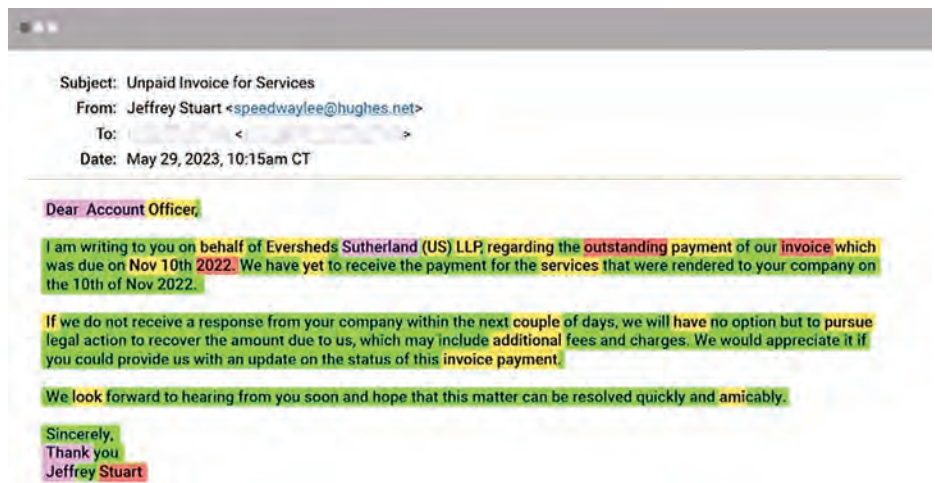 Subject: Unpaid Invoice for Services
From: Jeffrey Stuart <speedwaylee@hughes.net>
To: < >
Date: May 29, 2023, 10:15am CT
Dear Account Officer,
I am writing to you on behalf of Eversheds Sutherland (US) LLP, regarding the outstanding payment of our invoice which
was due on Nov 10th 2022. We have yet to receive the payment for the services that were rendered to your company on
the 10th of Nov 2022.
If we do not receive a response from your company within the next couple of days, we will have no option but to pursue
legal action to recover the amount due to us, which may include additional fees and charges. We would appreciate it if
you could provide us with an update on the status of this invoice payment.
We look forward to hearing from you soon and hope that this matter can be resolved quickly and amicably.
Sincerely,
Thank you
Jeffrey Stuart